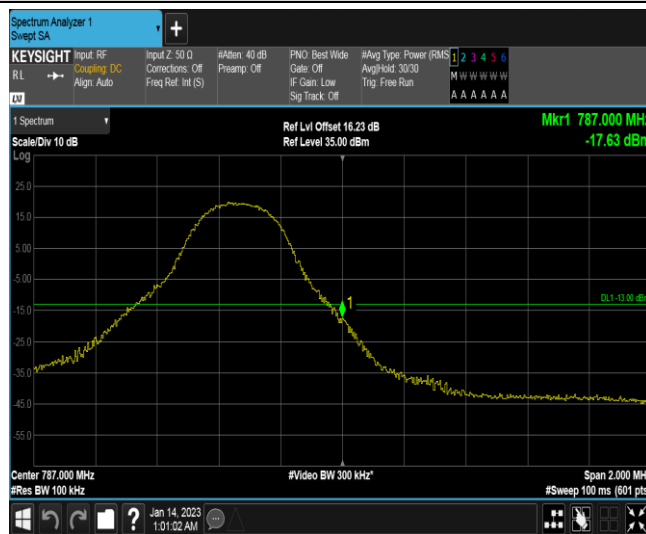 Spectrum Analyzer 1
Swept SA
KEYSIGHT
RL
LXI
Input: RF
Coupling: DC
Align: Auto
Input Z: 50 Ω
Corrections: Off
Freq Ref: Int (S)
#Atten: 40 dB
Preamp: Off
PNO: Best Wide
Gate: Off
IF Gain: Low
Sig Track: Off
#Avg Type: Power (RMS
Avg|Hold: 30/30
Trig: Free Run
1 2 3 4 5 6
M W W W W W
A A A A A A
1 Spectrum
Scale/Div 10 dB
Log
Ref Lvl Offset 16.23 dB
Ref Level 35.00 dBm
Mkr1 787.000 MHz
-17.63 dBm
25.0
15.0
5.00
-5.00
-15.0
-25.0
-35.0
-45.0
-55.0
1
DL1 -13.00 dBm
Center 787.000 MHz
#Res BW 100 kHz
#Video BW 300 kHz*
Span 2.000 MH
#Sweep 100 ms (601 pts
?
Jan 14, 2023
1:01:02 AM